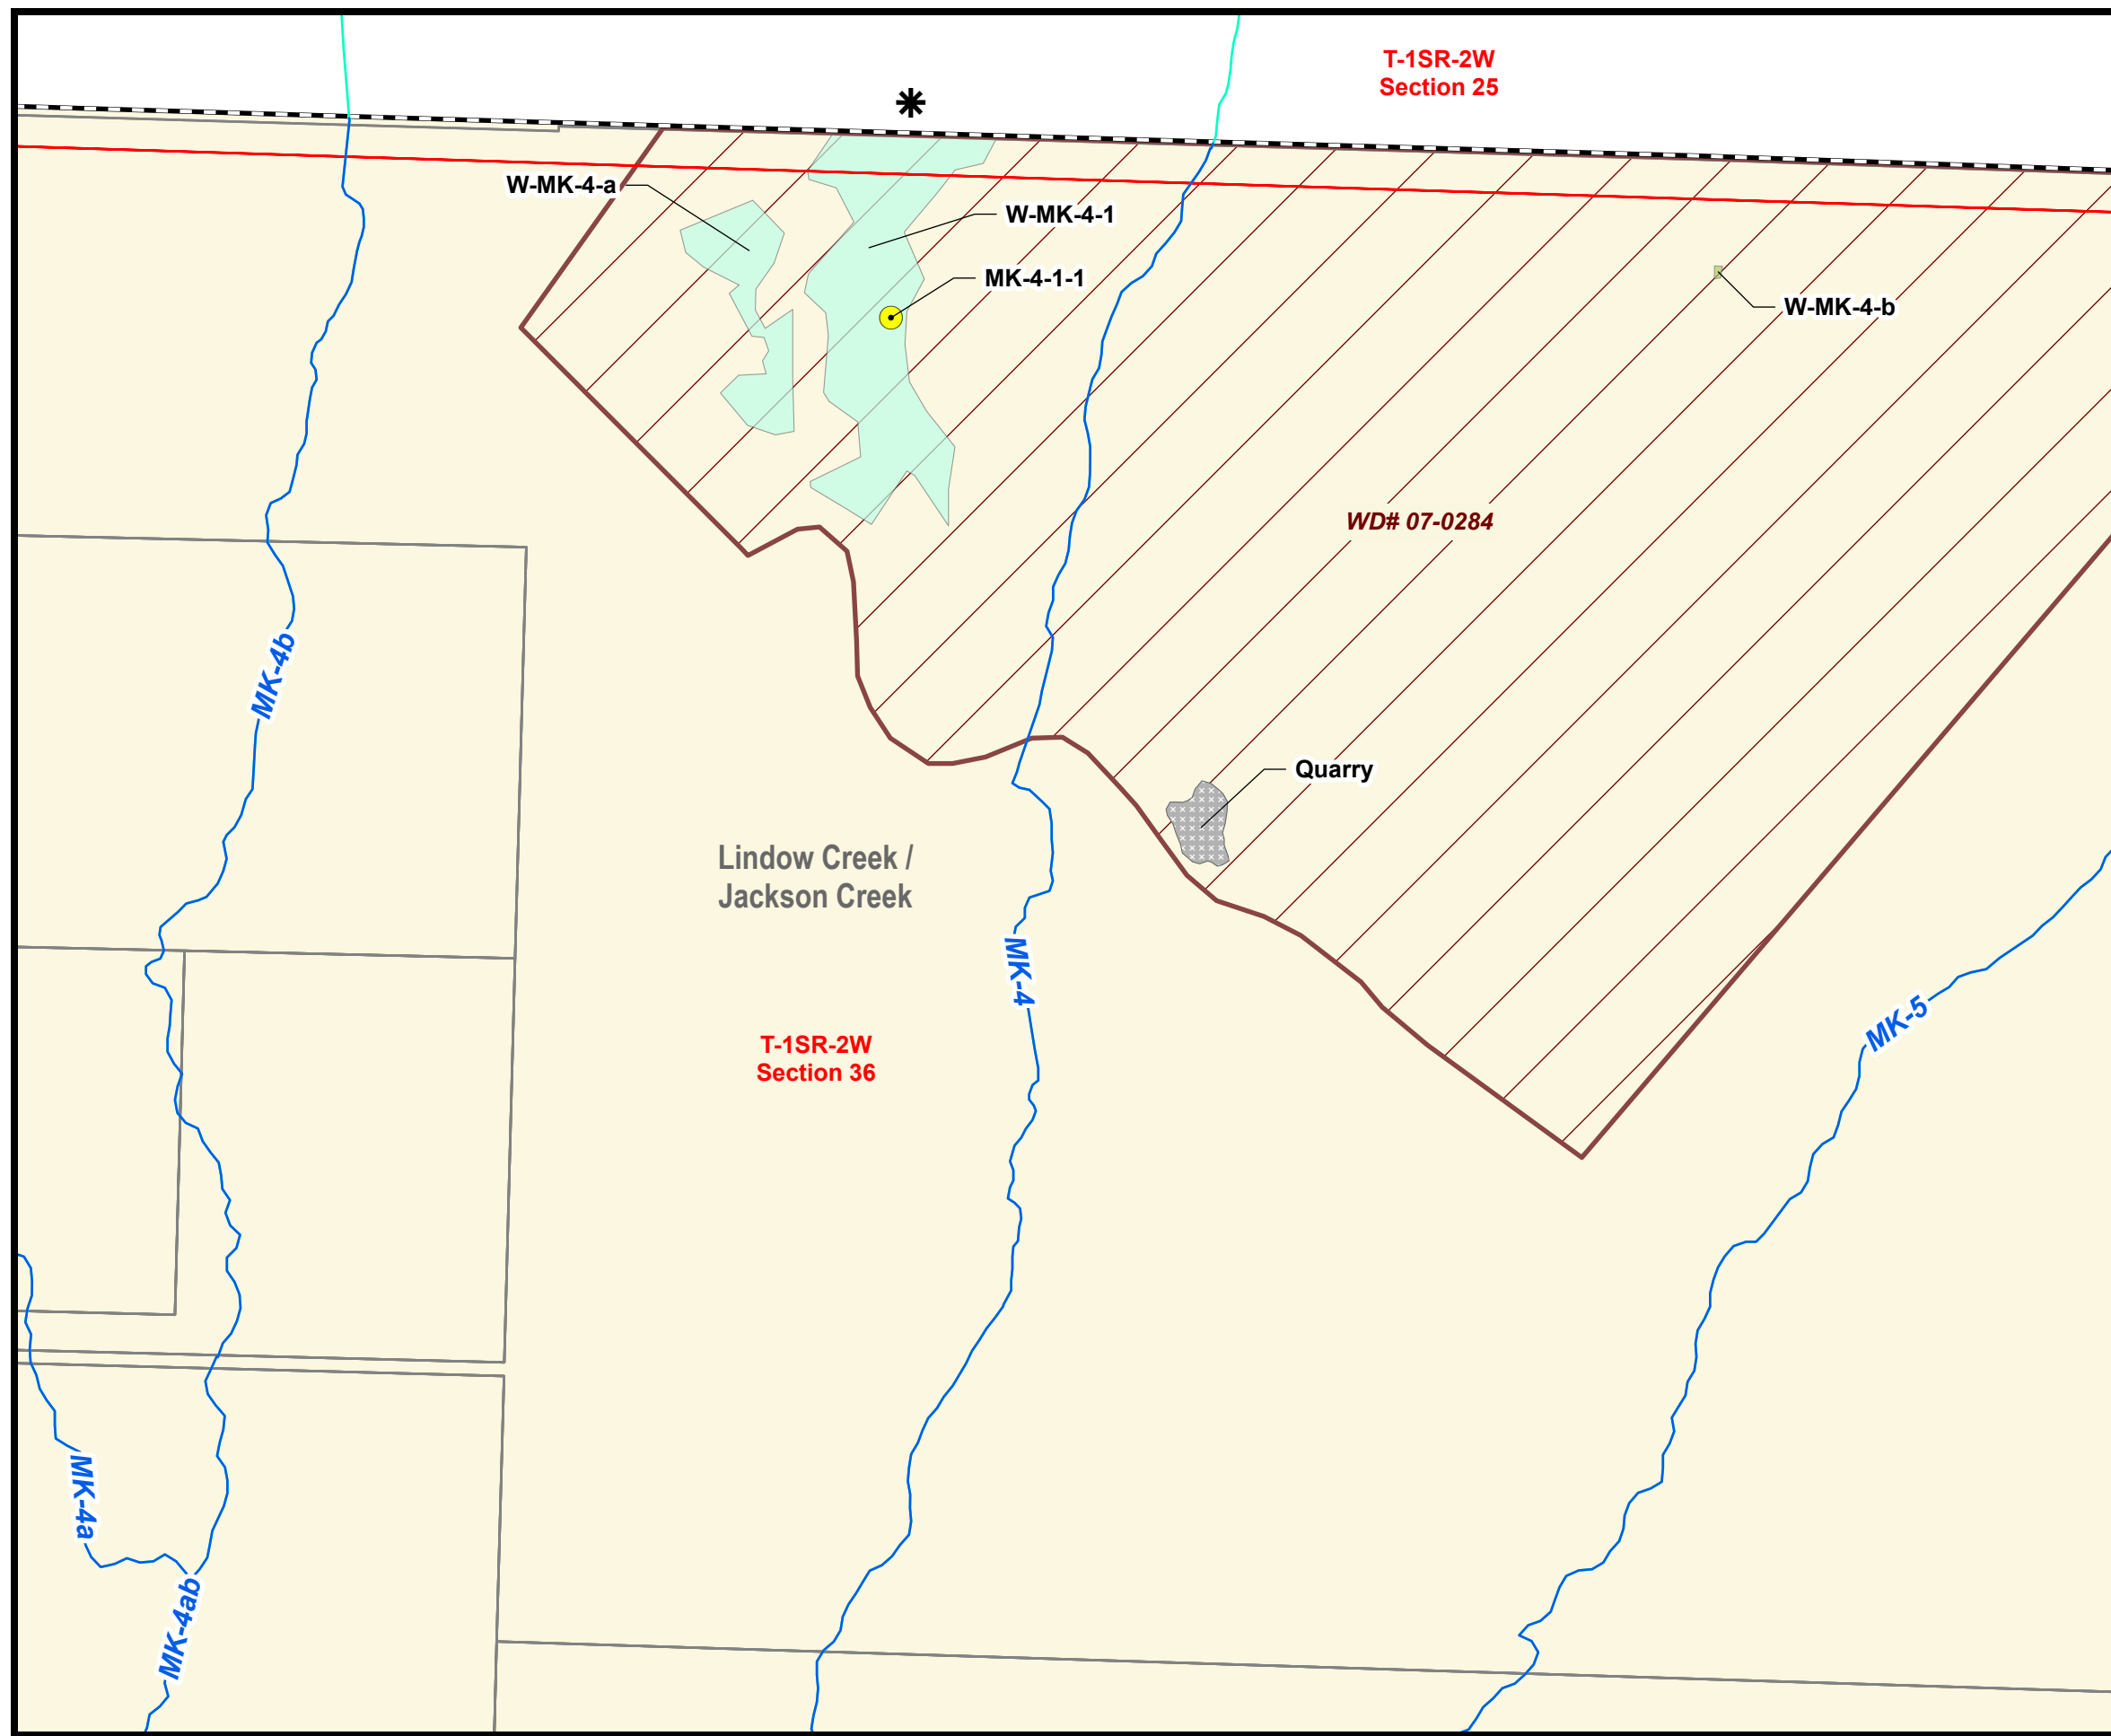 T-1SR-2W
Section 25
W-MK-4-a
W-MK-4-1
MK-4-1-1
W-MK-4-b
WD# 07-0284
MK-4b
Quarry
Lindow Creek /
Jackson Creek
MK-4
MK-5
T-1SR-2W
Section 36
MK-4a
MK-4ab